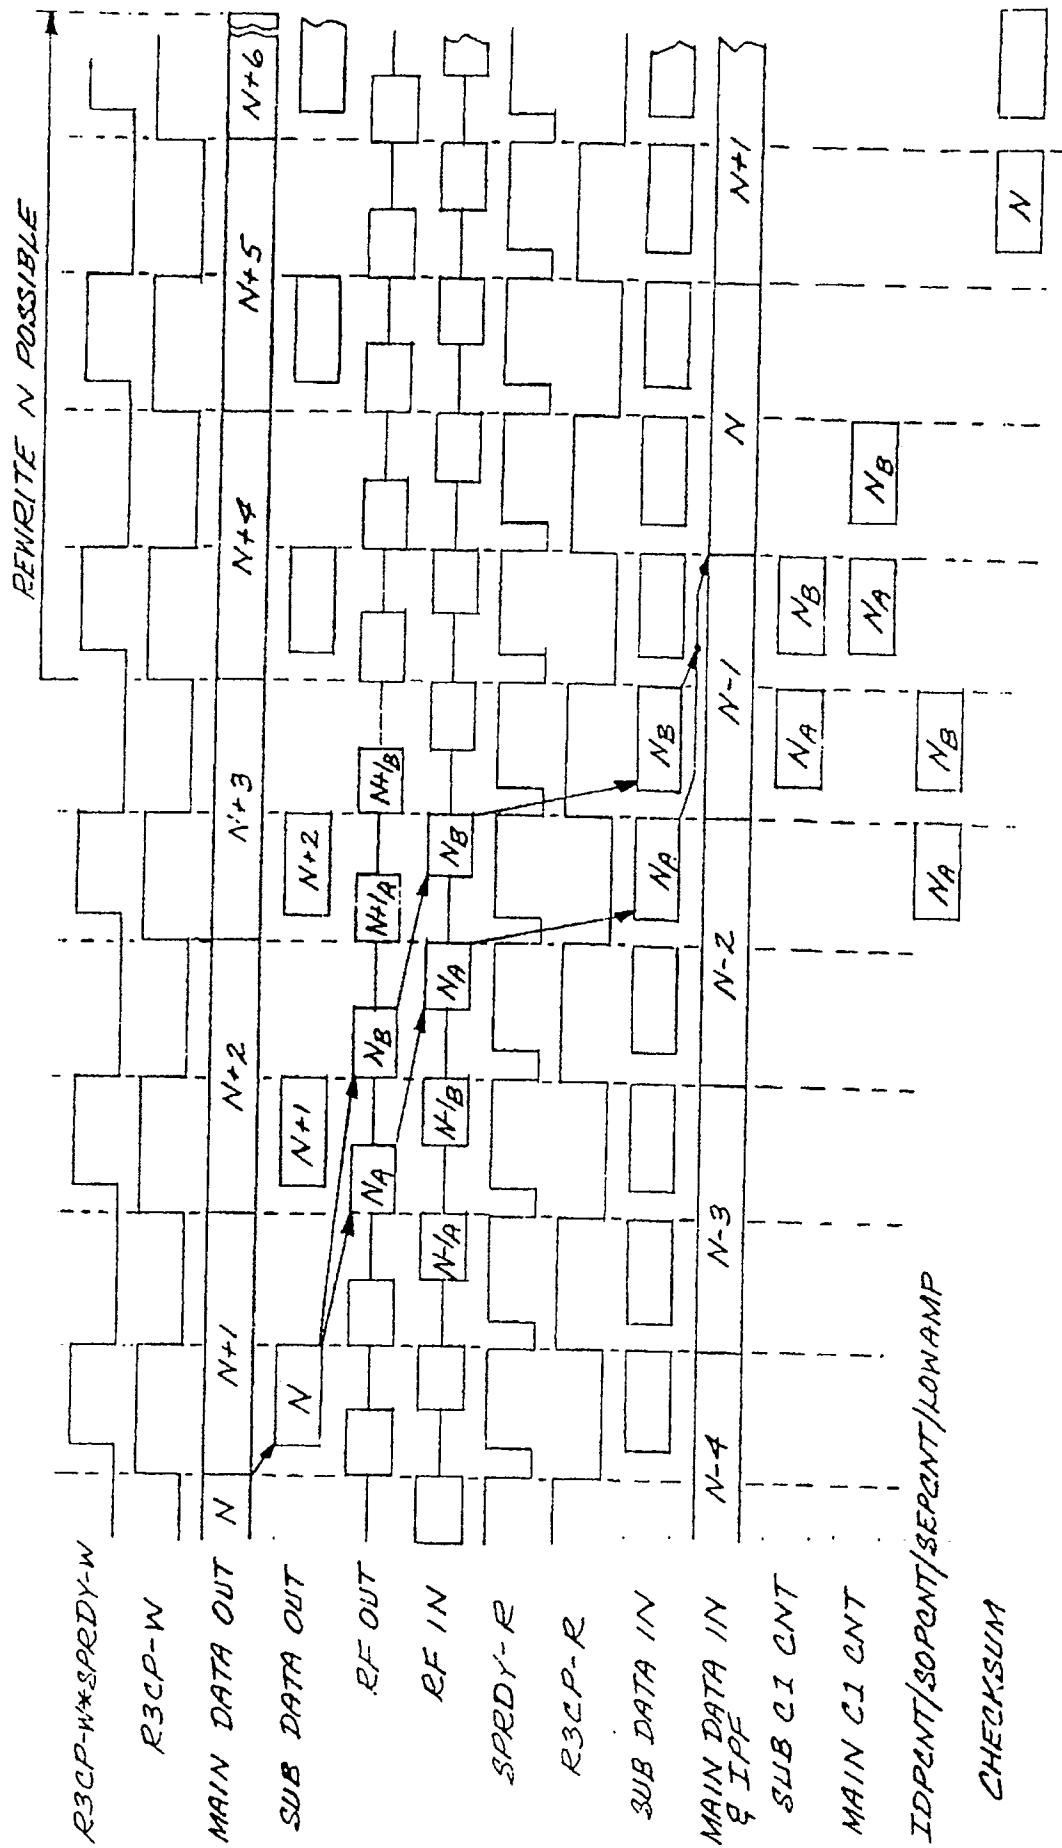 REWRITE N POSSIBLE
R3CP-W*SPRDY-W
R3CP-W
MAIN DATA OUT N N+1 N+2 N+3 N+4 N+5 N+6
SUB DATA OUT N N+1 N+2
RF OUT NA NB N+1A N+1B
RF IN N-1A N-1B NA NB
SPRDY-R
R3CP-R
SUB DATA IN NA NB
MAIN DATA IN N-4 N-3 N-2 N-1 N N+1
& IPF
SUB C1 CNT NA NB
MAIN C1 CNT NA NB
IDPCNT/SOPCNT/SEPCNT/LOWAMP NA NB
CHECKSUM N